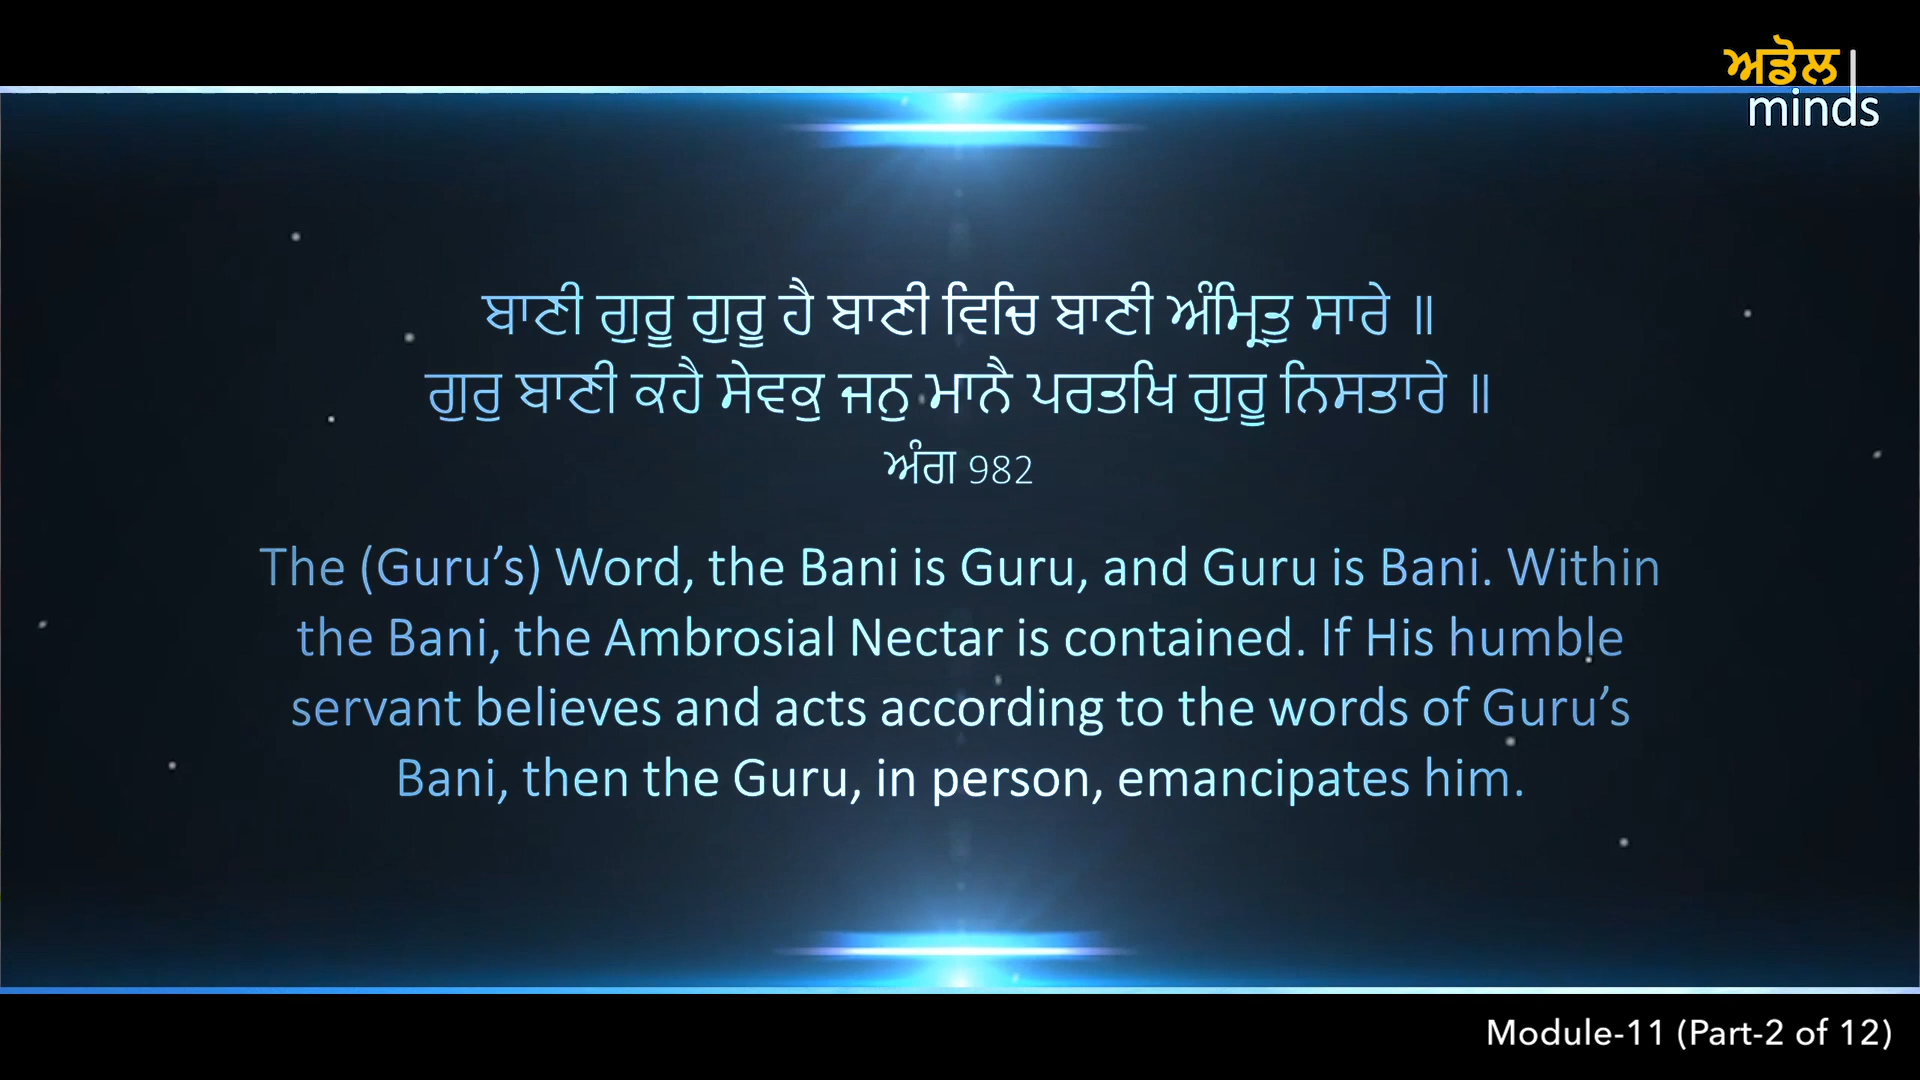 ਅਡੋਲ
minds
ਬਾਣੀ ਗੁਰੂ ਗੁਰੂ ਹੈ ਬਾਣੀ ਵਿਚਿ ਬਾਣੀ ਅੰਮ੍ਰਿਤੁ ਸਾਰੇ ॥
ਗੁਰੁ ਬਾਣੀ ਕਹੈ ਸੇਵਕੁ ਜਨੁ ਮਾਨੈ ਪਰਤਖਿ ਗੁਰੂ ਨਿਸਤਾਰੇ ॥
ਅੰਗ 982
The (Guru’s) Word, the Bani is Guru, and Guru is Bani. Within
the Bani, the Ambrosial Nectar is contained. If His humble
servant believes and acts according to the words of Guru’s
Bani, then the Guru, in person, emancipates him.
Module-11 (Part-2 of 12)